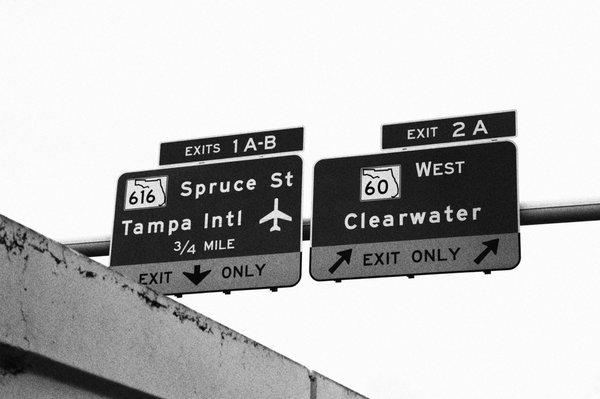 EXITS 1A-B
616 Spruce St
Tampa Intl
3/4 MILE
EXIT ONLY
EXIT 2A
60 WEST
Clearwater
EXIT ONLY